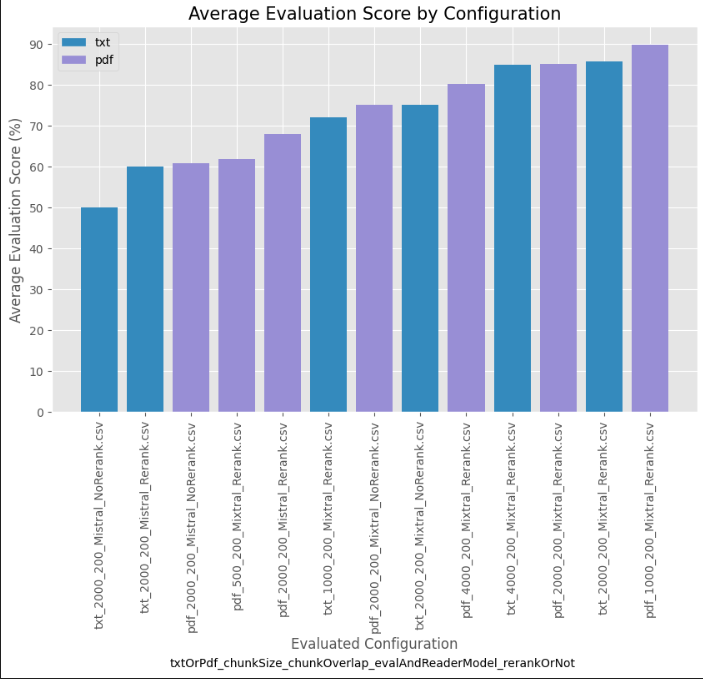 Average Evaluation Score by Configuration
txt
pdf
Average Evaluation Score (%)
90
80
70
60
50
40
30
20
10
0
txt_2000_200_Mistral_NoRerank.csv
txt_2000_200_Mistral_Rerank.csv
pdf_2000_200_Mistral_NoRerank.csv
pdf_500_200_Mixtral_Rerank.csv
pdf_2000_200_Mistral_Rerank.csv
txt_1000_200_Mixtral_Rerank.csv
pdf_2000_200_Mixtral_NoRerank.csv
txt_2000_200_Mixtral_NoRerank.csv
pdf_4000_200_Mixtral_Rerank.csv
txt_4000_200_Mixtral_Rerank.csv
pdf_2000_200_Mixtral_Rerank.csv
txt_2000_200_Mixtral_Rerank.csv
pdf_1000_200_Mixtral_Rerank.csv
Evaluated Configuration
txtOrPdf_chunkSize_chunkOverlap_evalAndReaderModel_rerankOrNot